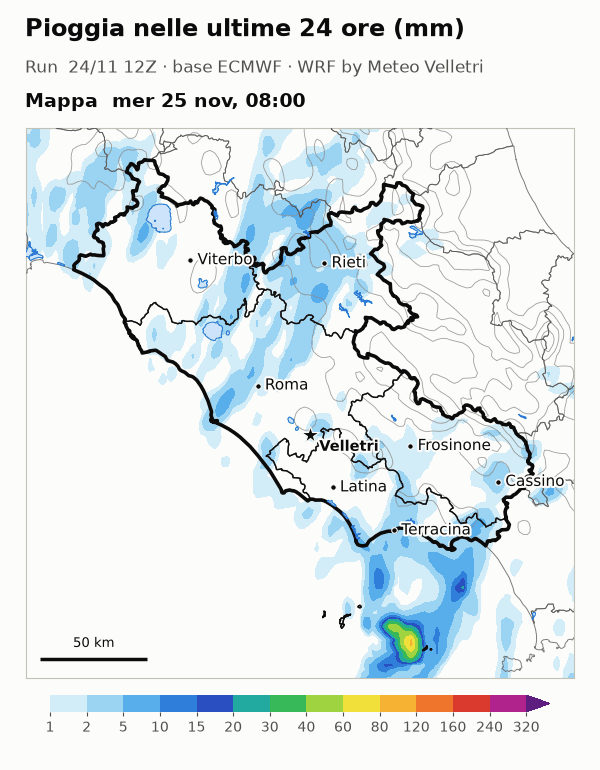 Pioggia nelle ultime 24 ore (mm)
Run  24/11 12Z · base ECMWF · WRF by Meteo Velletri
Mappa  mer 25 nov, 08:00
Viterbo
Rieti
Roma
Velletri
Frosinone
Cassino
Latina
Terracina
50 km
1 2 5 10 15 20 30 40 60 80 120 160 240 320